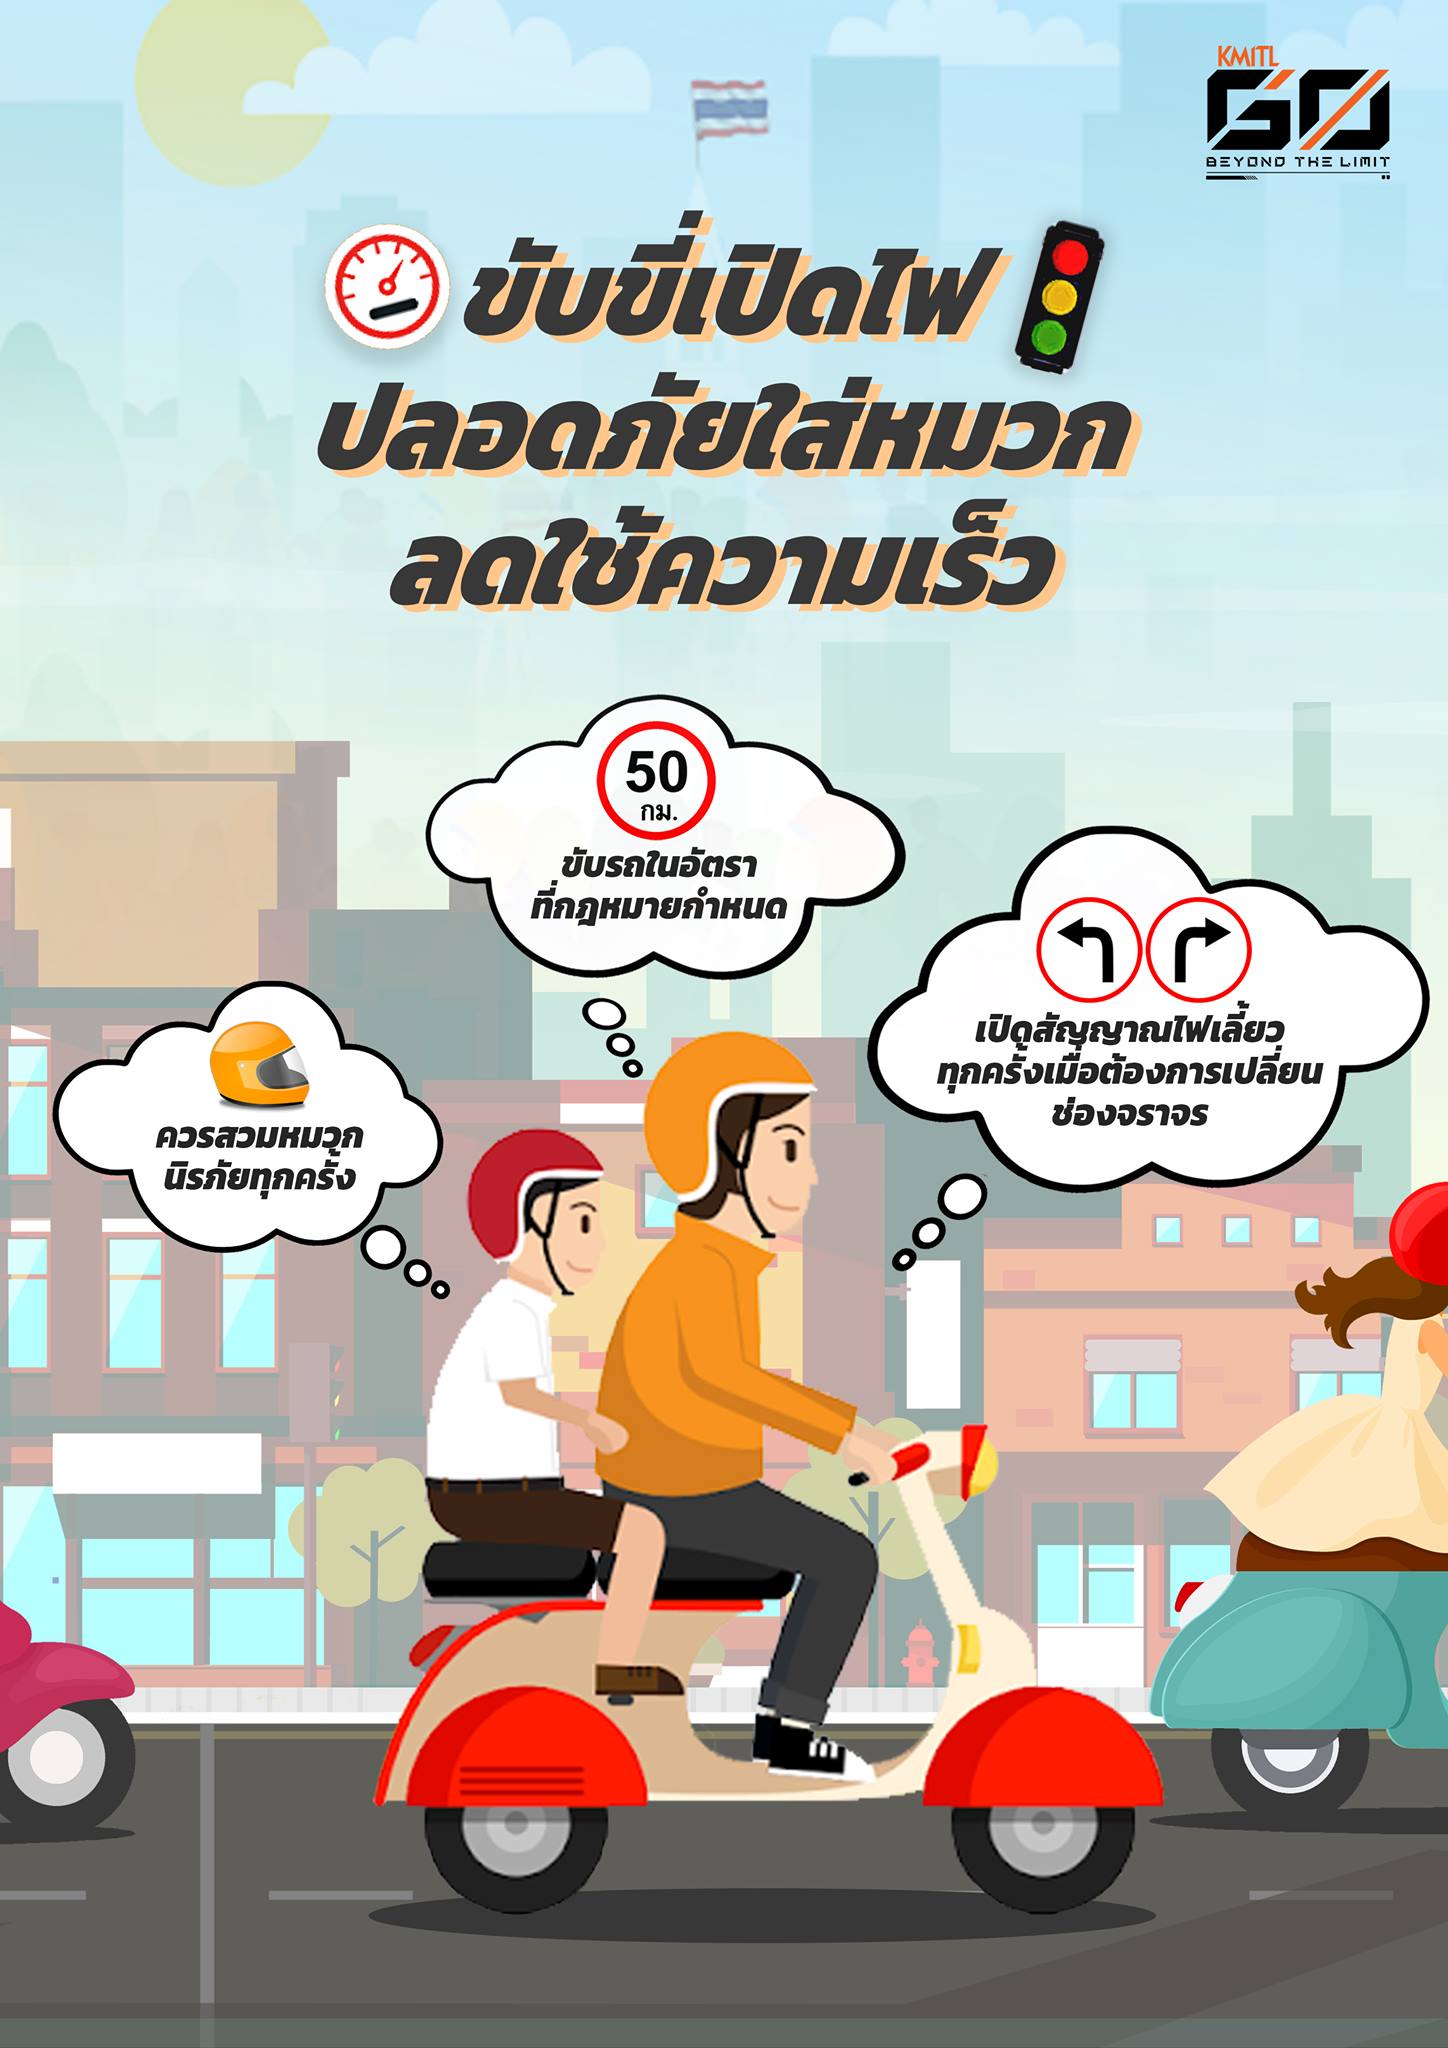 KMITL
GO
BEYOND THE LIMIT
ขับขี่เปิดไฟ
ปลอดภัยใส่หมวก
ลดใช้ความเร็ว
50
กม.
ขับรถในอัตรา
ที่กฎหมายกำหนด
เปิดสัญญาณไฟเลี้ยว
ทุกครั้งเมื่อต้องการเปลี่ยน
ช่องจราจร
ควรสวมหมวก
นิรภัยทุกครั้ง